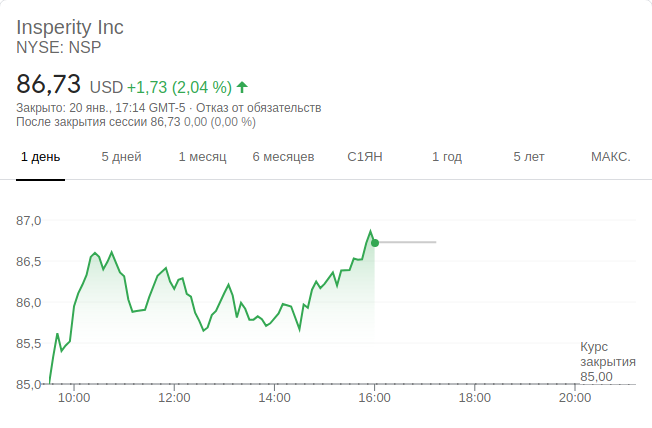 Insperity Inc
NYSE: NSP
86,73 USD +1,73 (2,04 %)
Закрыто: 20 янв., 17:14 GMT-5 · Отказ от обязательств
После закрытия сессии 86,73 0,00 (0,00 %)
1 день 5 дней 1 месяц 6 месяцев С1ЯН 1 год 5 лет МАКС.
87,0
86,5
86,0
85,5
Курс
закрытия
85,00
85,0
10:00 12:00 14:00 16:00 18:00 20:00